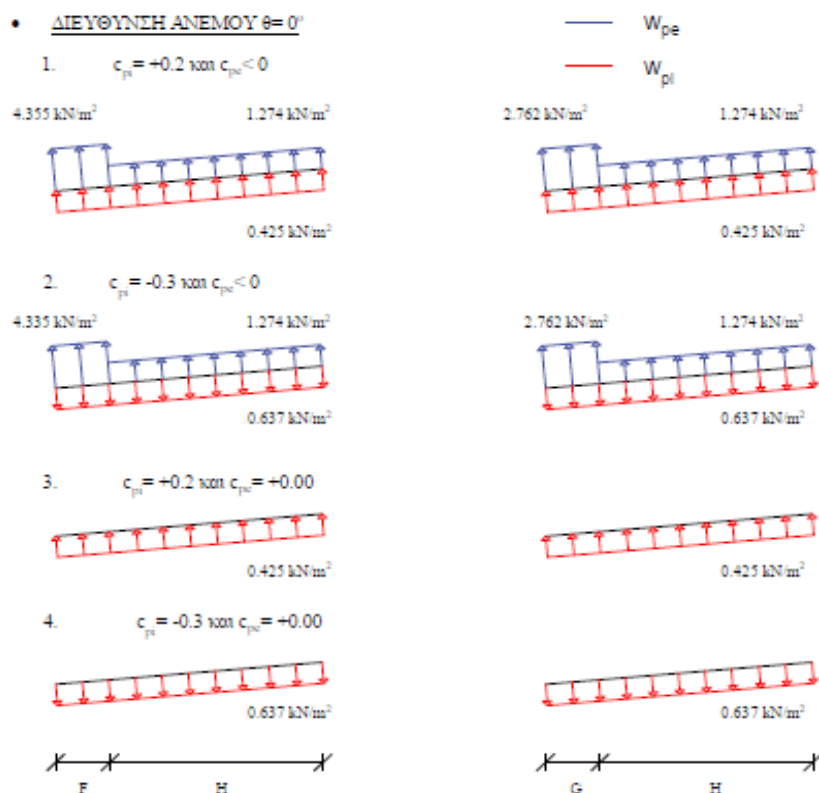 • ΔΙΕΥΘΥΝΣΗ ΑΝΕΜΟΥ θ= 0°
W_pe
1. c_pi= +0.2 και c_pe< 0
W_pi
4.355 kN/m² 1.274 kN/m² 2.762 kN/m² 1.274 kN/m²
0.425 kN/m² 0.425 kN/m²
2. c_pi= -0.3 και c_pe< 0
4.335 kN/m² 1.274 kN/m² 2.762 kN/m² 1.274 kN/m²
0.637 kN/m² 0.637 kN/m²
3. c_pi= +0.2 και c_pe= +0.00
0.425 kN/m² 0.425 kN/m²
4. c_pi= -0.3 και c_pe= +0.00
0.637 kN/m² 0.637 kN/m²
F H G H